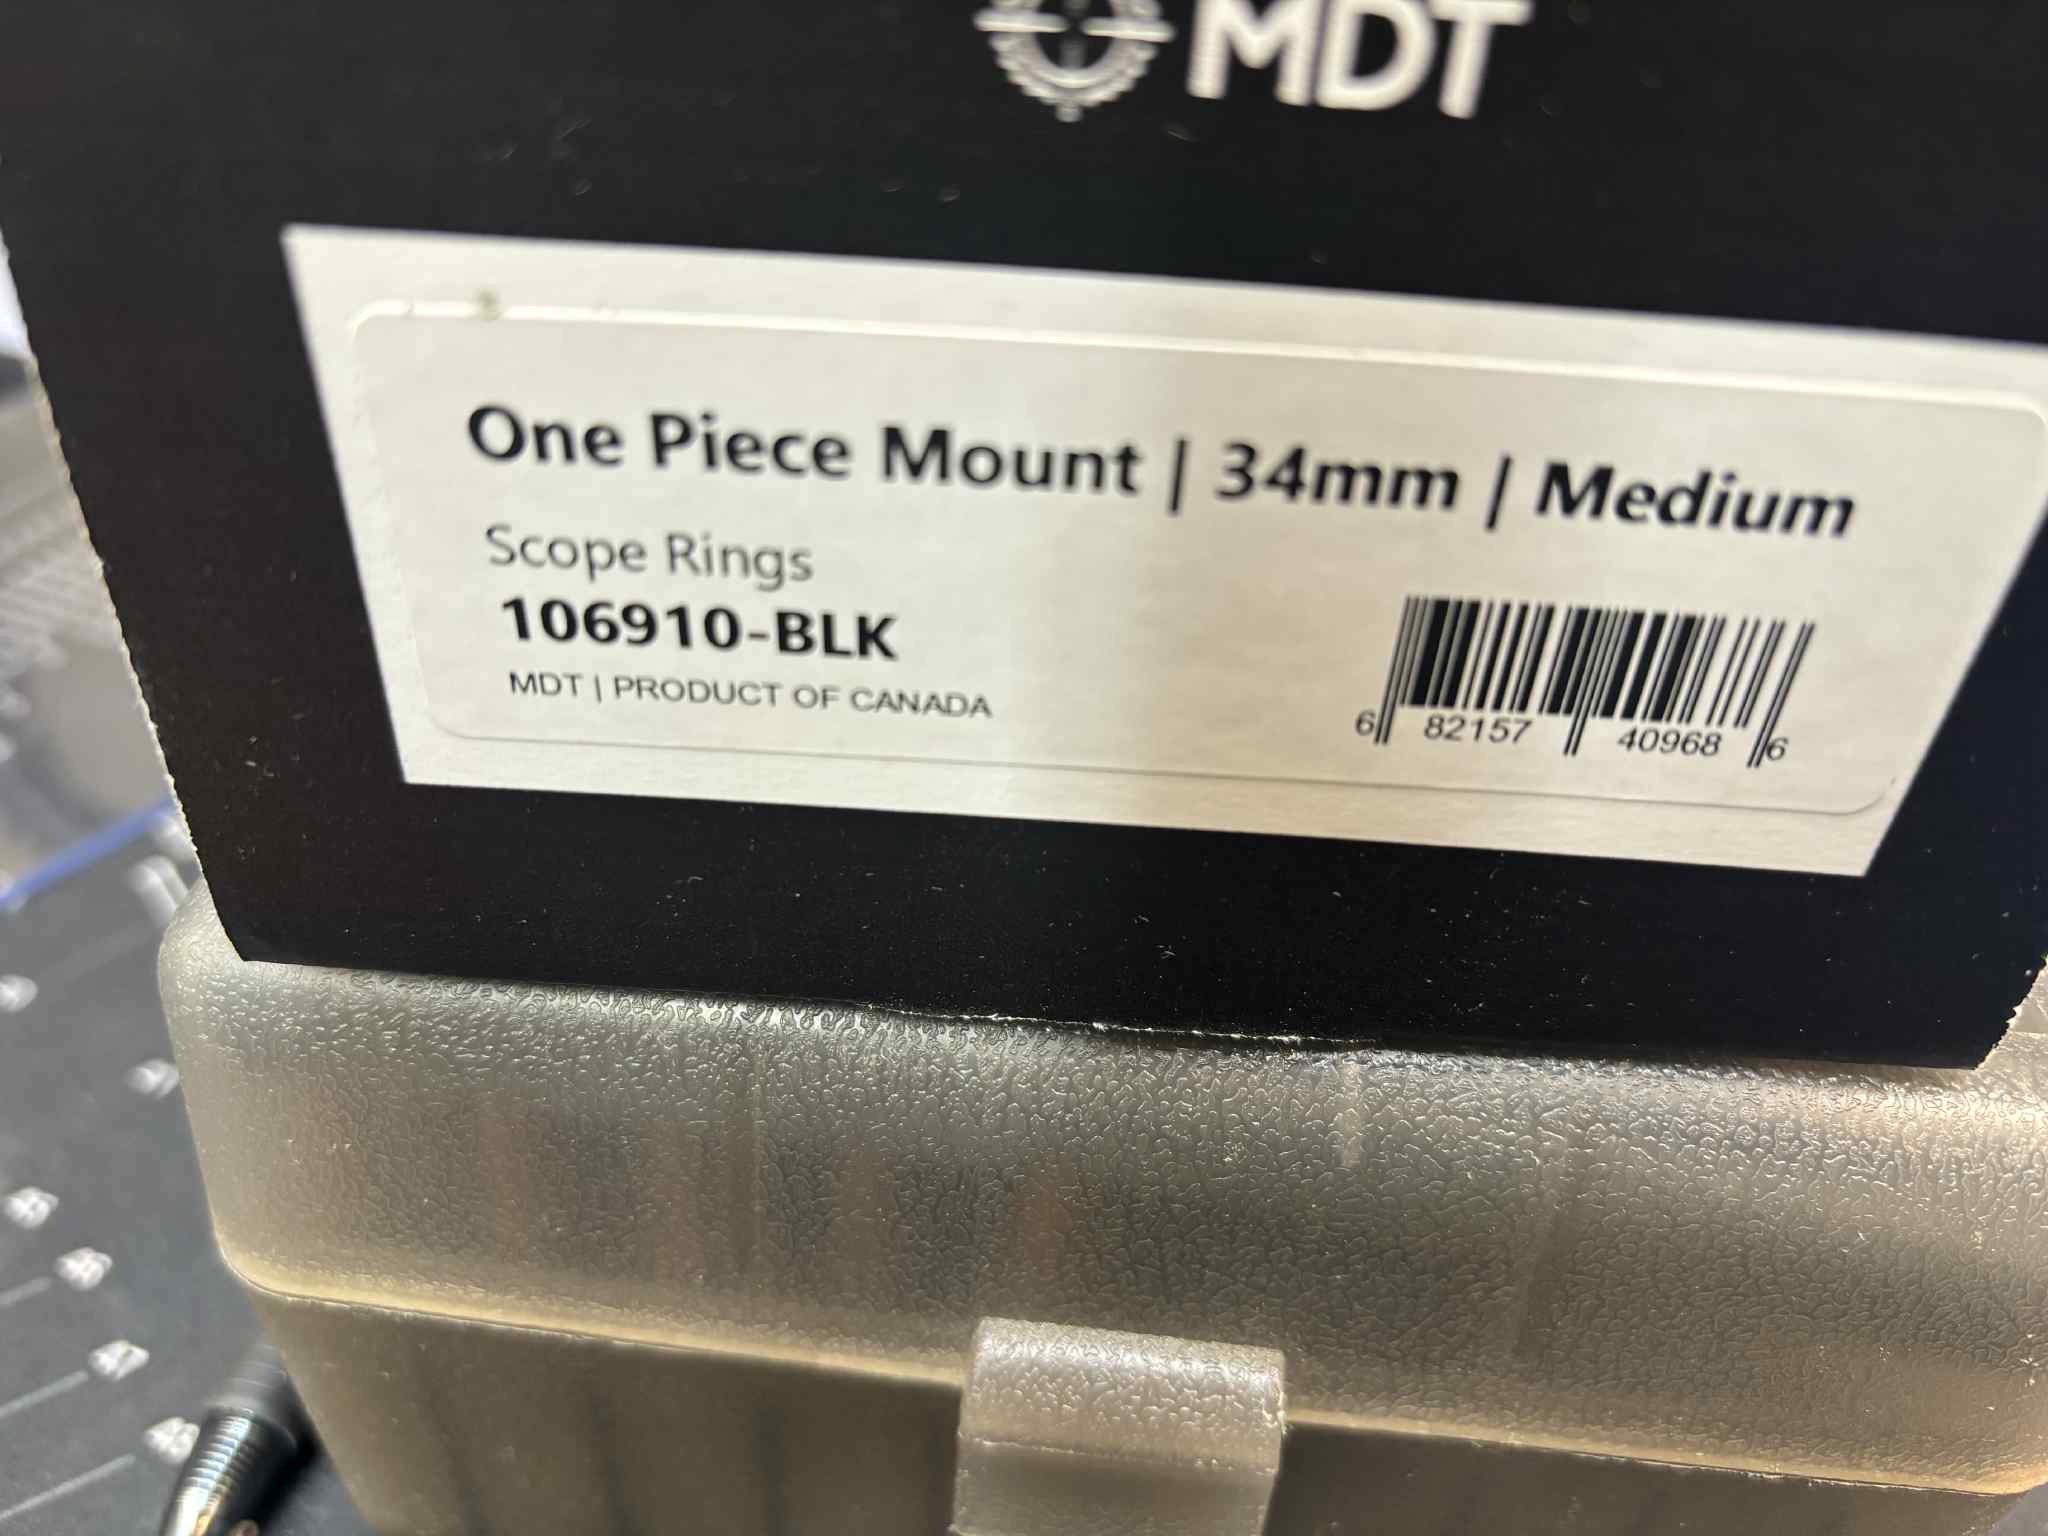 MDT
One Piece Mount | 34mm | Medium
Scope Rings
106910-BLK
MDT | PRODUCT OF CANADA
6 82157 40968 6